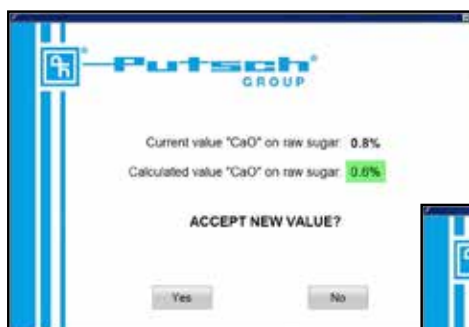 Putsch®
GROUP
Current value "CaO" on raw sugar 0.8%
Calculated value "CaO" on raw sugar 0.6%
ACCEPT NEW VALUE?
Yes No